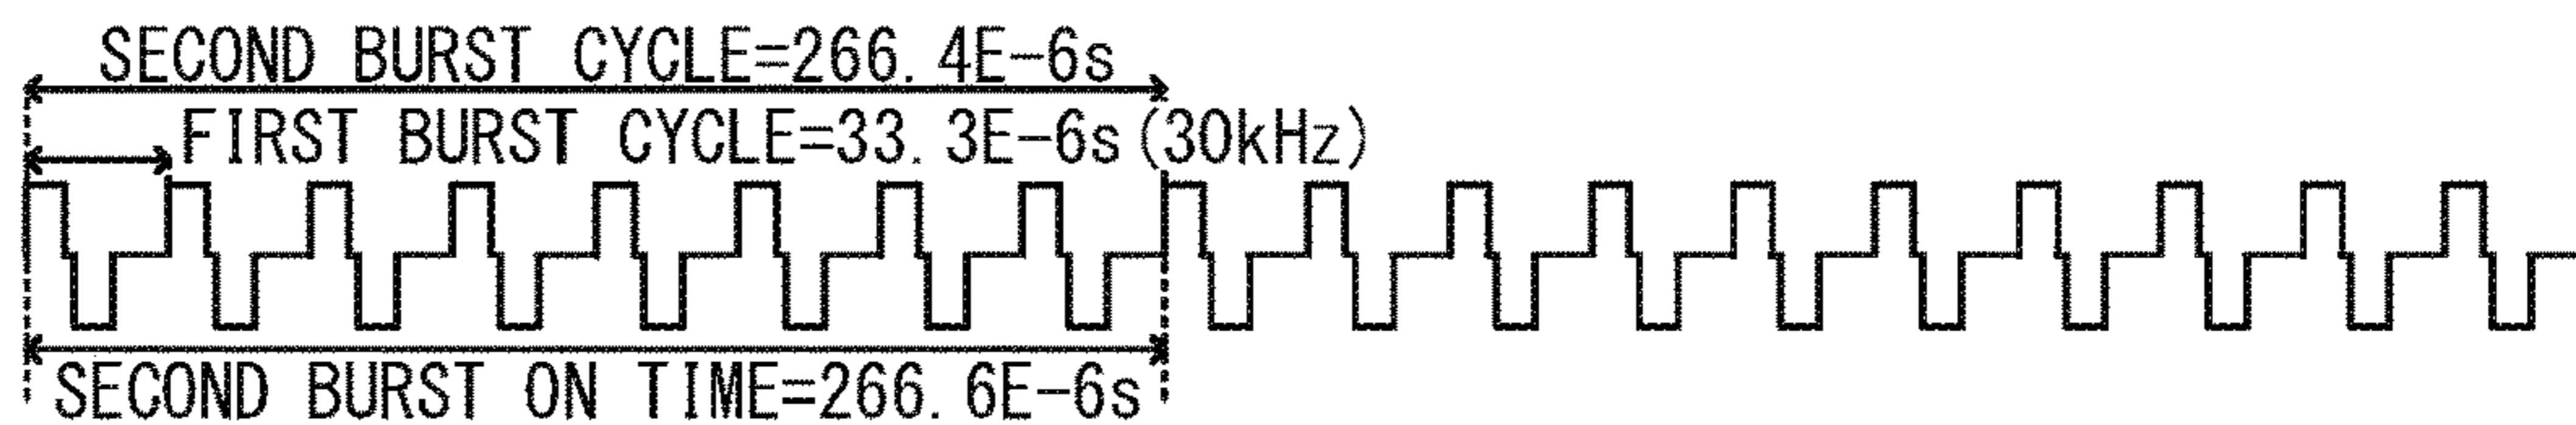 SECOND BURST CYCLE=266.4E-6s
FIRST BURST CYCLE=33.3E-6s(30kHz)
SECOND BURST ON TIME=266.6E-6s